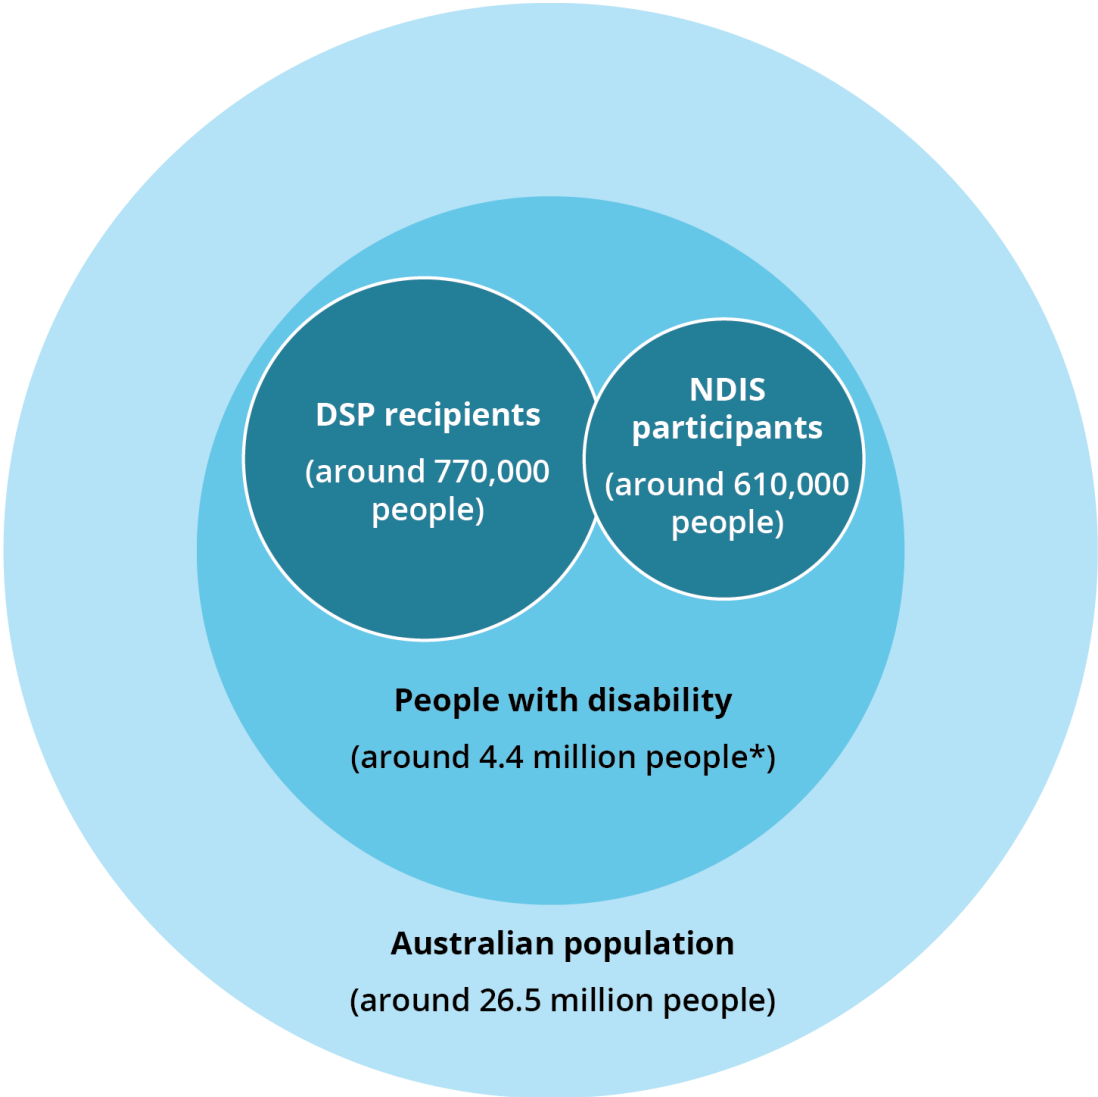 DSP recipients
(around 770,000
people)
NDIS
participants
(around 610,000
people)
People with disability
(around 4.4 million people*)
Australian population
(around 26.5 million people)